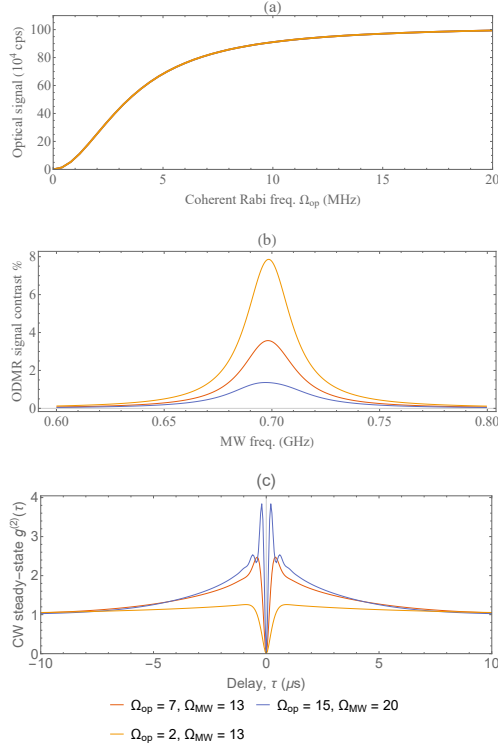 (a)
Optical signal (10⁴ cps)
100
80
60
40
20
0
0 5 10 15 20
Coherent Rabi freq. Ω_op (MHz)
(b)
ODMR signal contrast %
8
6
4
2
0
0.60 0.65 0.70 0.75 0.80
MW freq. (GHz)
(c)
CW steady-state g⁽²⁾(τ)
4
3
2
1
0
−10 −5 0 5 10
Delay, τ (μs)
Ω_op = 7, Ω_MW = 13 Ω_op = 15, Ω_MW = 20
Ω_op = 2, Ω_MW = 13